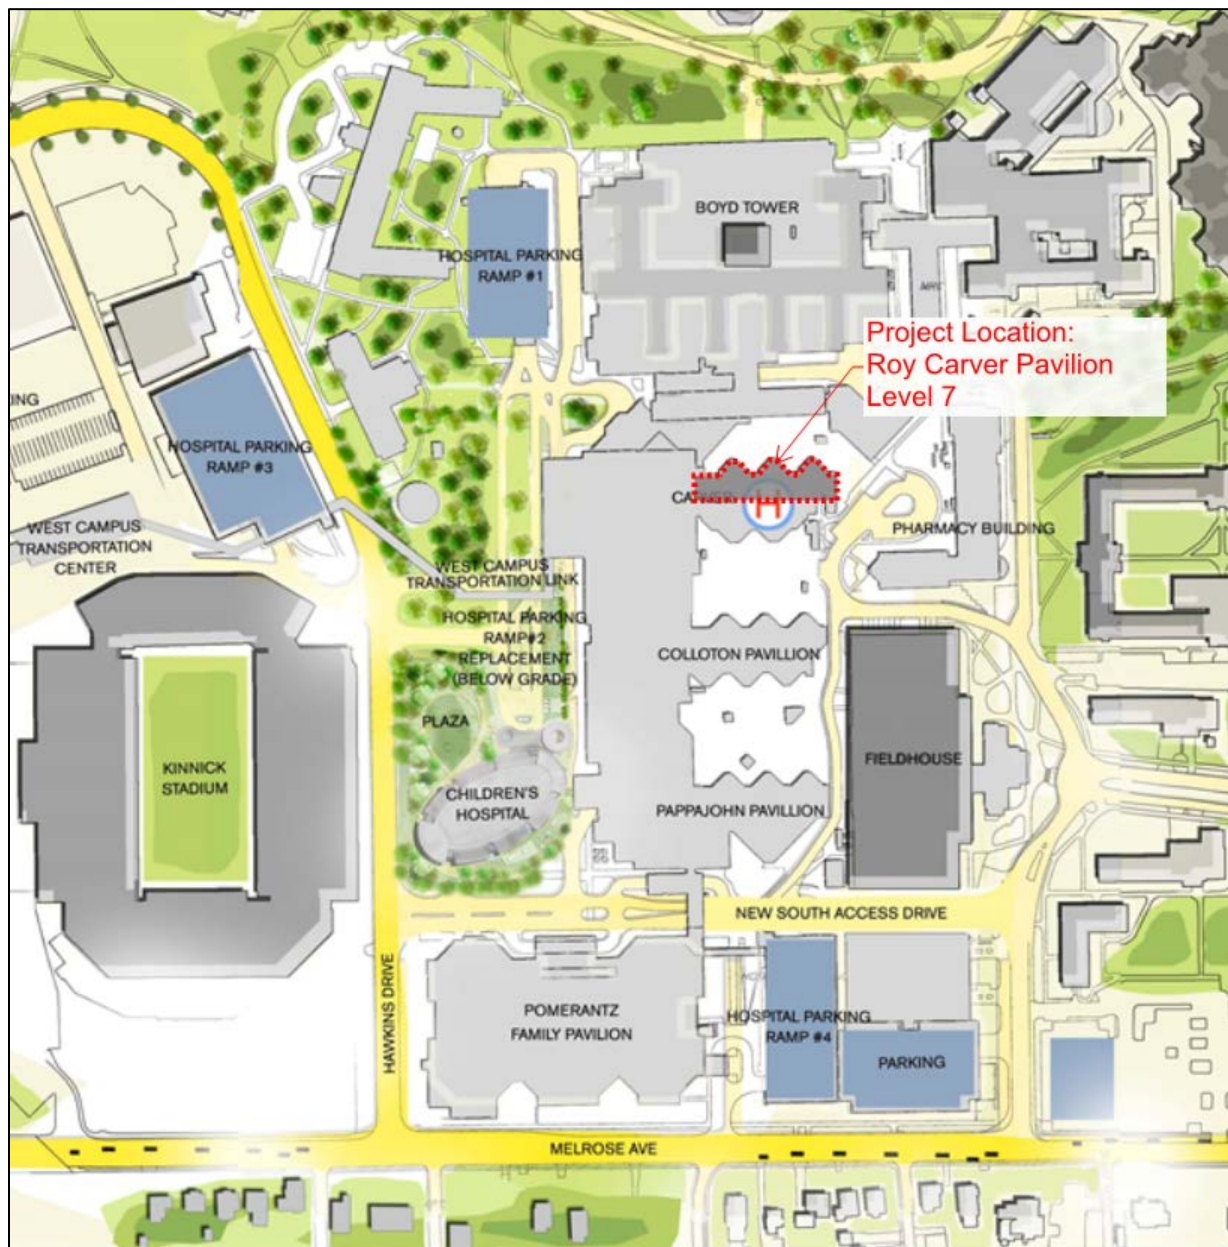 BOYD TOWER
HOSPITAL PARKING
RAMP #1
Project Location:
Roy Carver Pavilion
Level 7
ING
HOSPITAL PARKING
RAMP #3
WEST CAMPUS
TRANSPORTATION
CENTER
H
PHARMACY BUILDING
WEST CAMPUS
TRANSPORTATION LINK
HOSPITAL PARKING
RAMP#2
REPLACEMENT
(BELOW GRADE)
COLLOTON PAVILLION
PLAZA
KINNICK
STADIUM
FIELDHOUSE
CHILDREN'S
HOSPITAL
PAPPAJOHN PAVILLION
NEW SOUTH ACCESS DRIVE
HAWKINS DRIVE
POMERANTZ
FAMILY PAVILION
HOSPITAL PARKING
RAMP #4
PARKING
MELROSE AVE